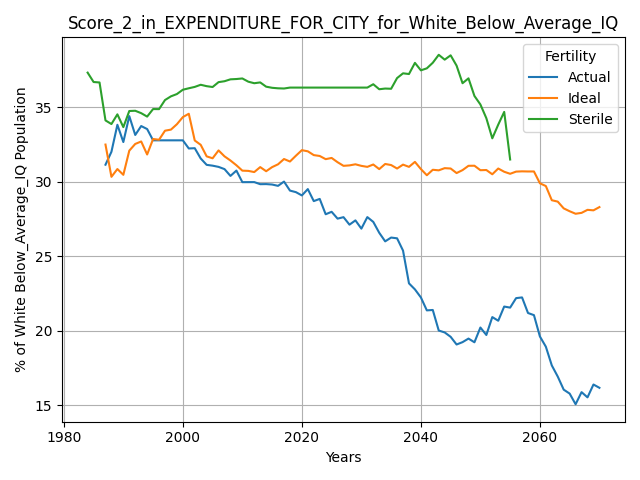 Score_2_in_EXPENDITURE_FOR_CITY_for_White_Below_Average_IQ
% of White Below_Average_IQ Population
35
30
25
20
15
1980
2000
2020
2040
2060
Years
Fertility
Actual
Ideal
Sterile